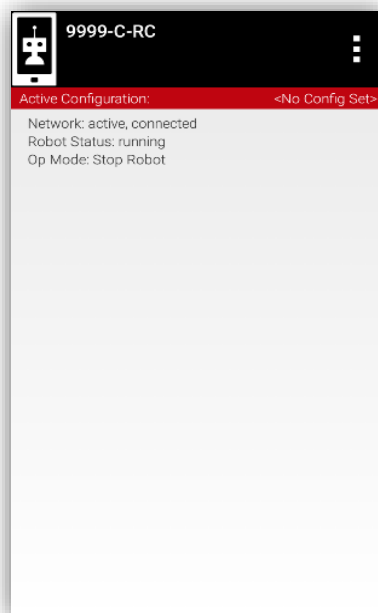 9999-C-RC
Active Configuration: <No Config Set>
Network: active, connected
Robot Status: running
Op Mode: Stop Robot